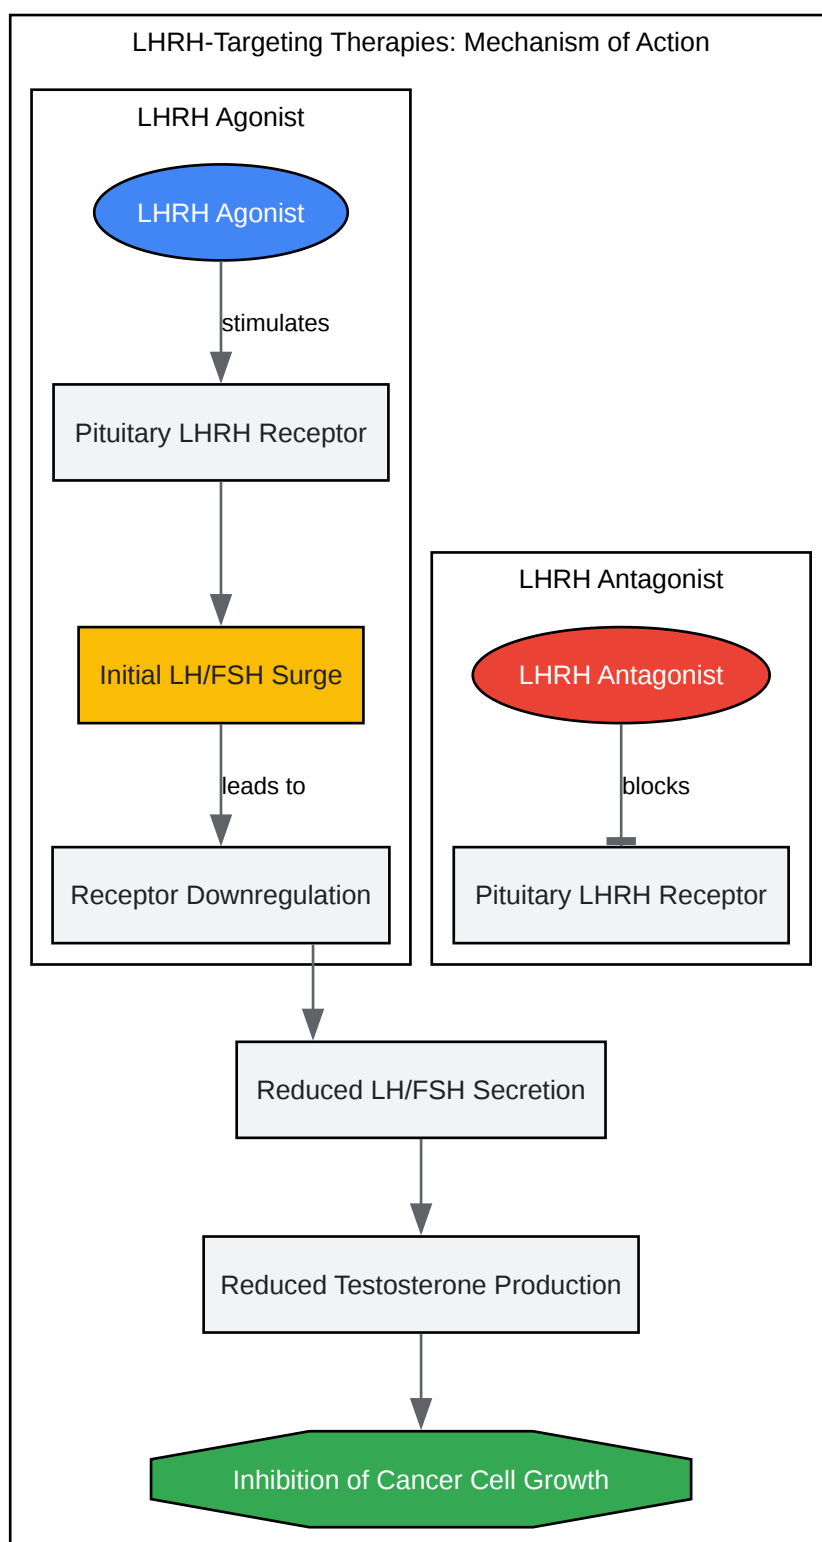 LHRH-Targeting Therapies: Mechanism of Action
LHRH Agonist
LHRH Agonist
stimulates
Pituitary LHRH Receptor
Initial LH/FSH Surge
leads to
Receptor Downregulation
LHRH Antagonist
LHRH Antagonist
blocks
Pituitary LHRH Receptor
Reduced LH/FSH Secretion
Reduced Testosterone Production
Inhibition of Cancer Cell Growth